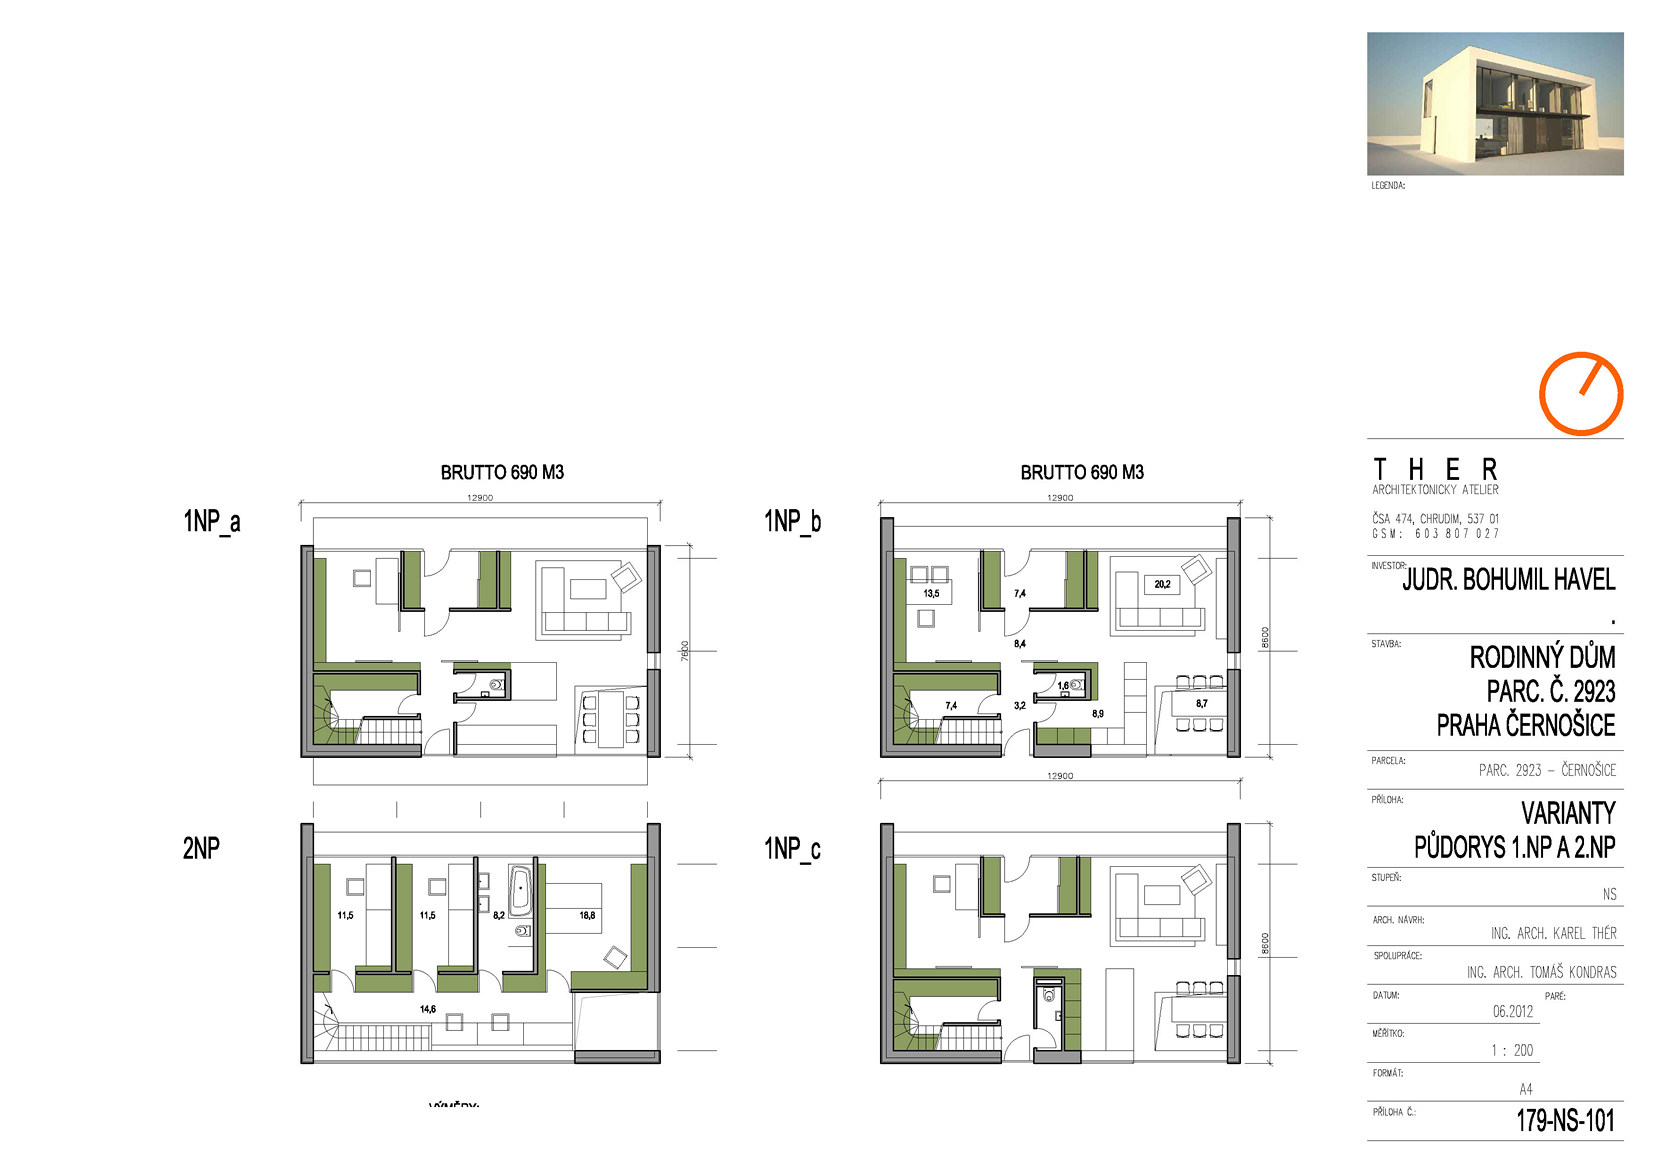 BRUTTO 690 M3
12900
1NP_a
7600
BRUTTO 690 M3
12900
1NP_b
13,5
7,4
20,2
8,4
7,4
3,2
1,6
8,9
8,7
8600
2NP
11,5
11,5
8,2
18,8
14,6
12900
1NP_c
8600
VÝMĚRY:
LEGENDA:
THER
ARCHITEKTONICKY ATELIER
ČSA 474, CHRUDIM, 537 01
GSM: 603 807 027
INVESTOR:
JUDR. BOHUMIL HAVEL
.
STAVBA:
RODINNÝ DŮM
PARC. Č. 2923
PRAHA ČERNOŠICE
PARCELA:
PARC. 2923 – ČERNOŠICE
PŘÍLOHA:
VARIANTY
PŮDORYS 1.NP A 2.NP
STUPEŇ:
NS
ARCH. NÁVRH:
ING. ARCH. KAREL THÉR
SPOLUPRÁCE:
ING. ARCH. TOMÁŠ KONDRAS
DATUM:
PARÉ:
06.2012
MĚŘÍTKO:
1 : 200
FORMÁT:
A4
PŘÍLOHA Č.:
179-NS-101